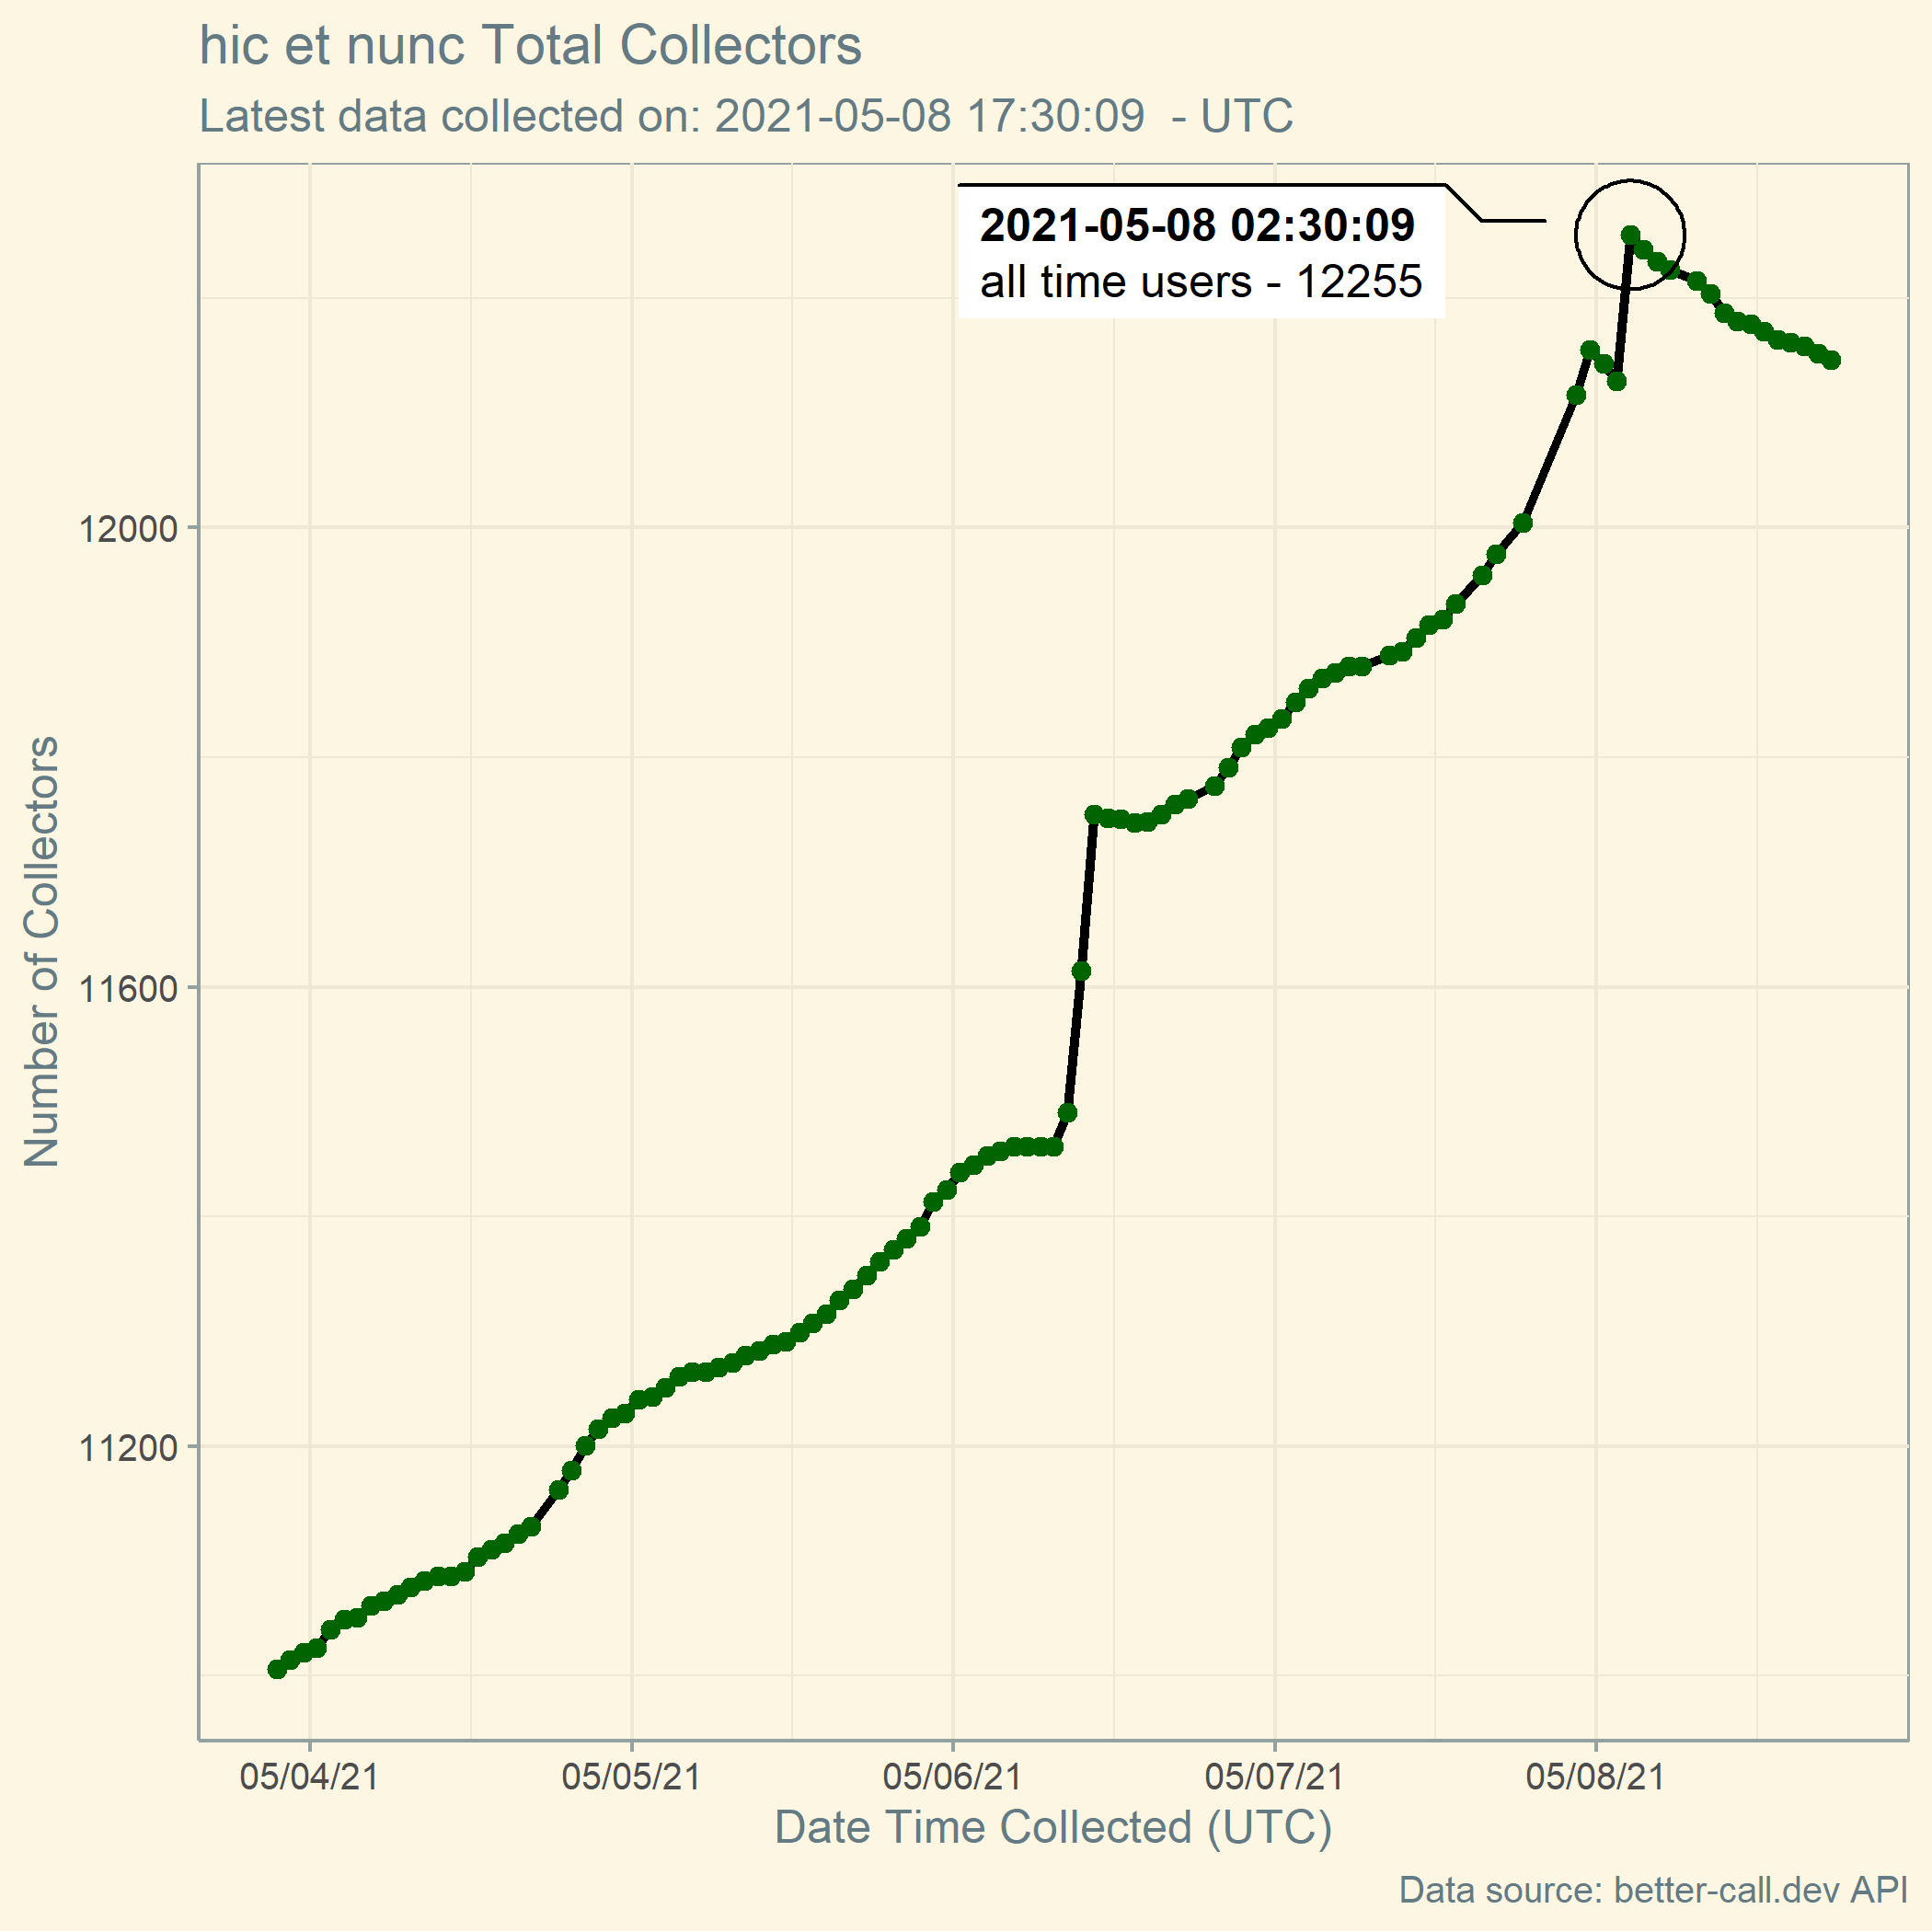 hic et nunc Total Collectors
Latest data collected on: 2021-05-08 17:30:09  - UTC
2021-05-08 02:30:09
all time users - 12255
Number of Collectors
12000
11600
11200
05/04/21
05/05/21
05/06/21
05/07/21
05/08/21
Date Time Collected (UTC)
Data source: better-call.dev API